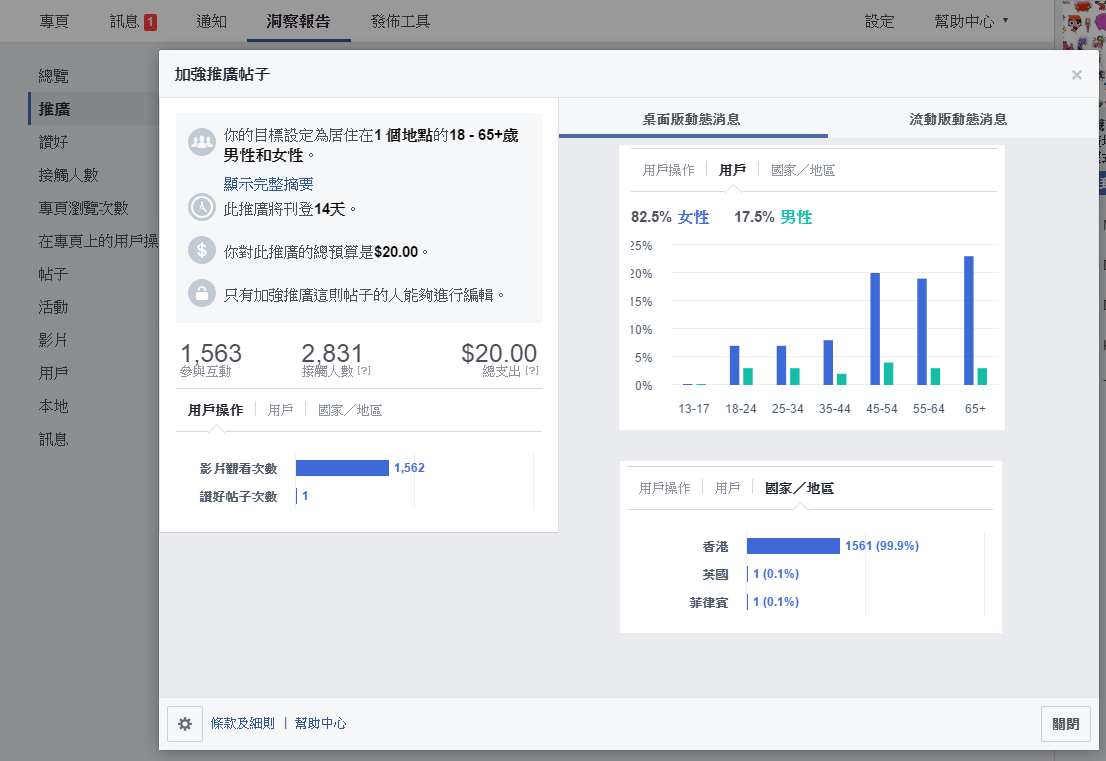 專頁
訊息 1
通知
洞察報告
發佈工具
設定
幫助中心
總覽
推廣
讚好
接觸人數
專頁瀏覽次數
在專頁上的用戶操
帖子
活動
影片
用戶
本地
訊息
加強推廣帖子
×
你的目標設定為居住在1 個地點的18 - 65+歲
男性和女性。
顯示完整摘要
此推廣將刊登14天。
你對此推廣的總預算是$20.00。
只有加強推廣這則帖子的人能夠進行編輯。
1,563 2,831 $20.00
參與互動 接觸人數 [?] 總支出 [?]
用戶操作 用戶 國家／地區
影片觀看次數 1,562
讚好帖子次數 1
桌面版動態消息 流動版動態消息
用戶操作 用戶 國家／地區
82.5% 女性 17.5% 男性
25%
20%
15%
10%
5%
0%
13-17 18-24 25-34 35-44 45-54 55-64 65+
用戶操作 用戶 國家／地區
香港 1561 (99.9%)
英國 1 (0.1%)
菲律賓 1 (0.1%)
條款及細則 | 幫助中心
關閉